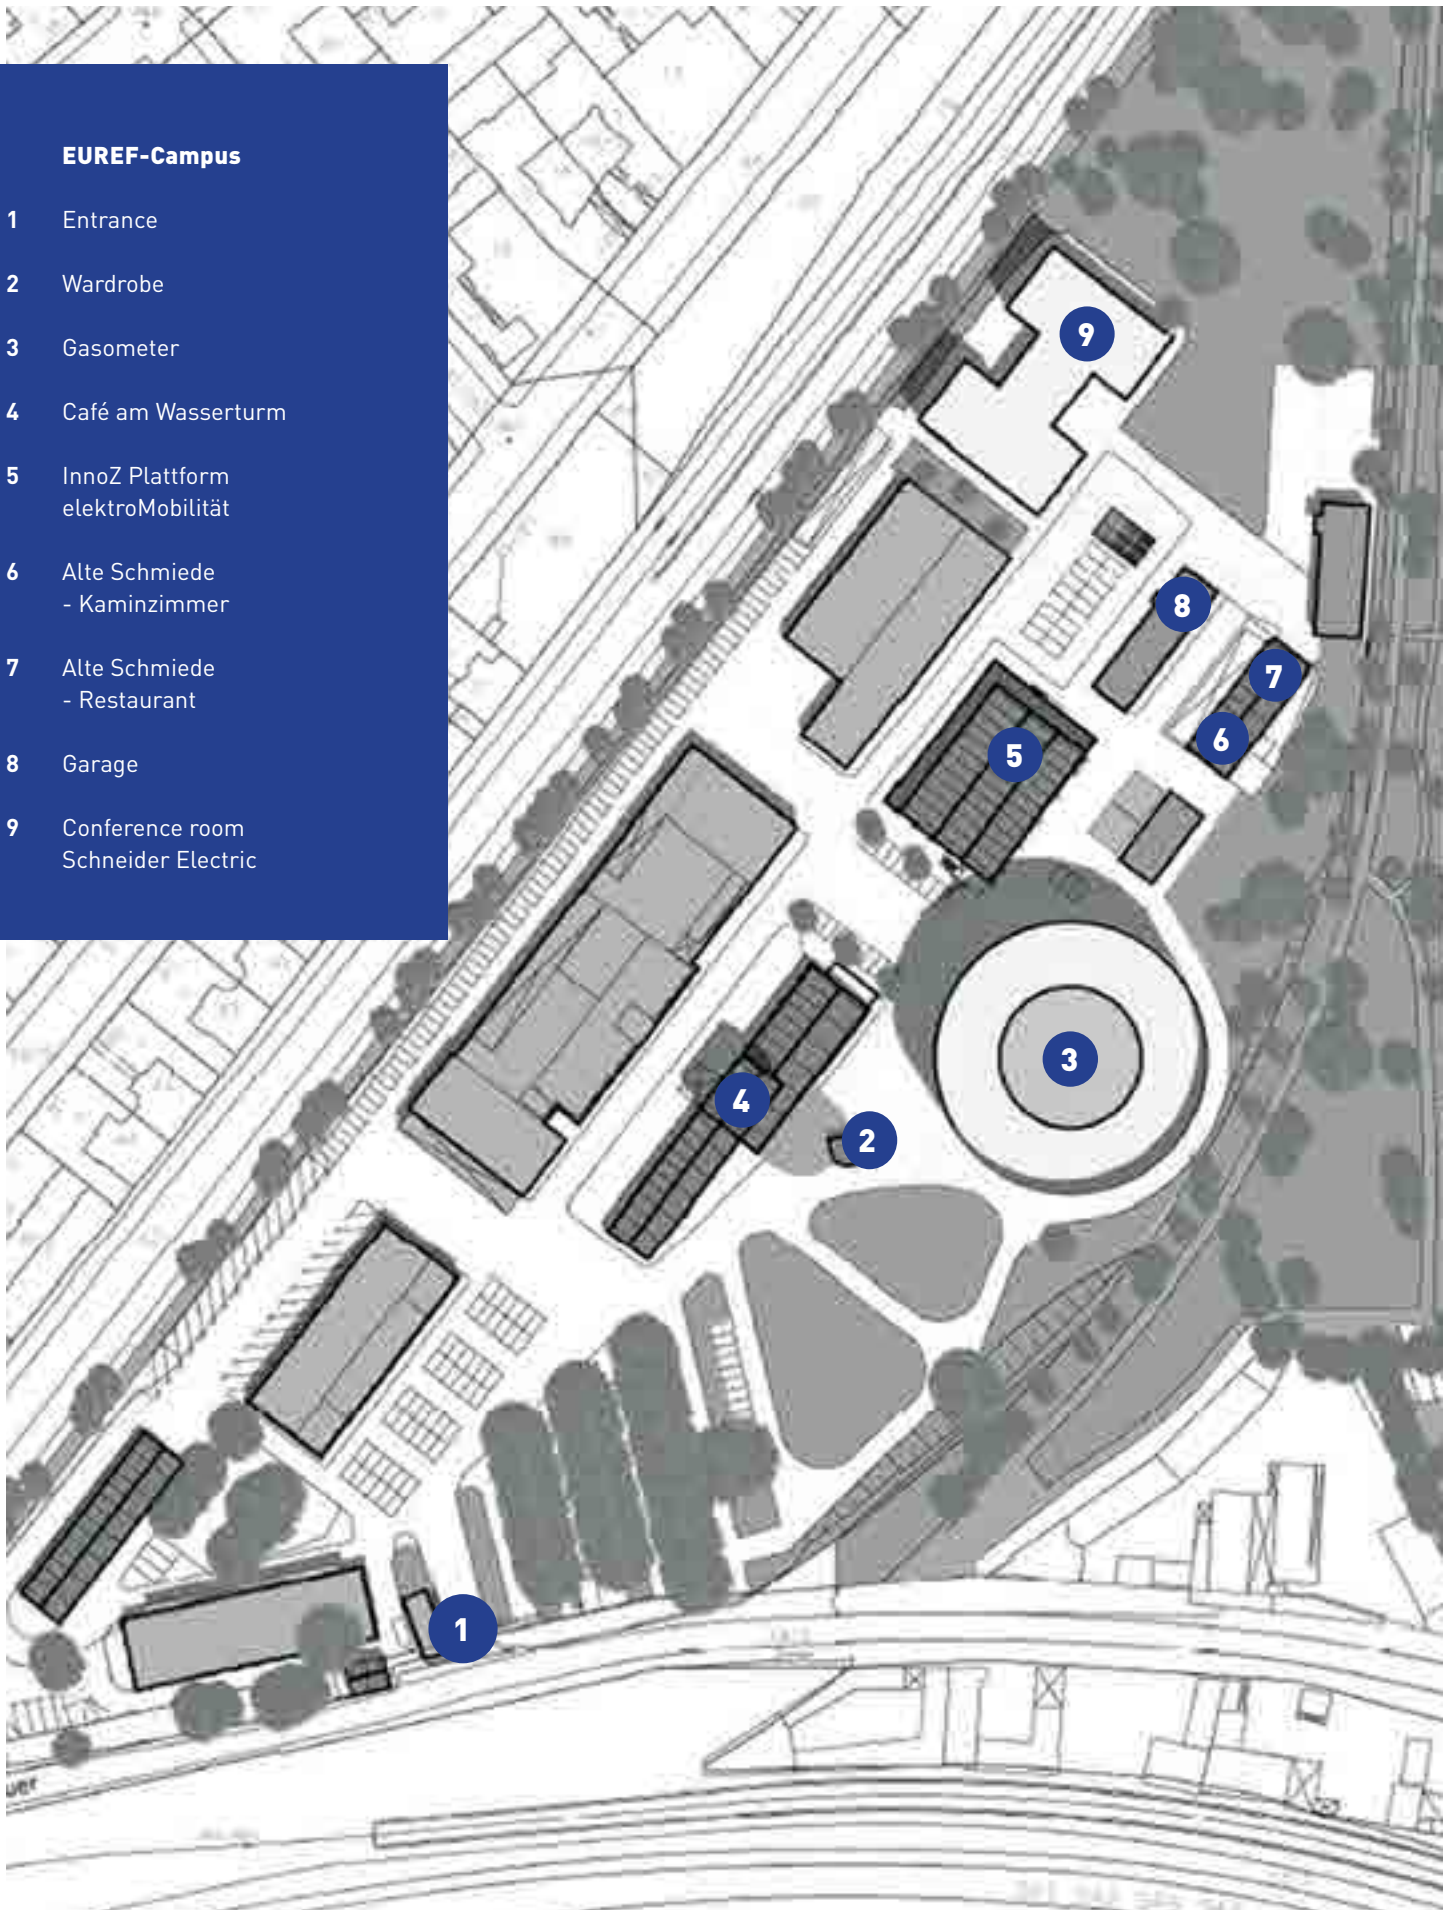 EUREF-Campus
1 Entrance
2 Wardrobe
3 Gasometer
4 Café am Wasserturm
5 InnoZ Plattform
elektroMobilität
6 Alte Schmiede
- Kaminzimmer
7 Alte Schmiede
- Restaurant
8 Garage
9 Conference room
Schneider Electric
9
8
7
6
5
3
4
2
1
uer